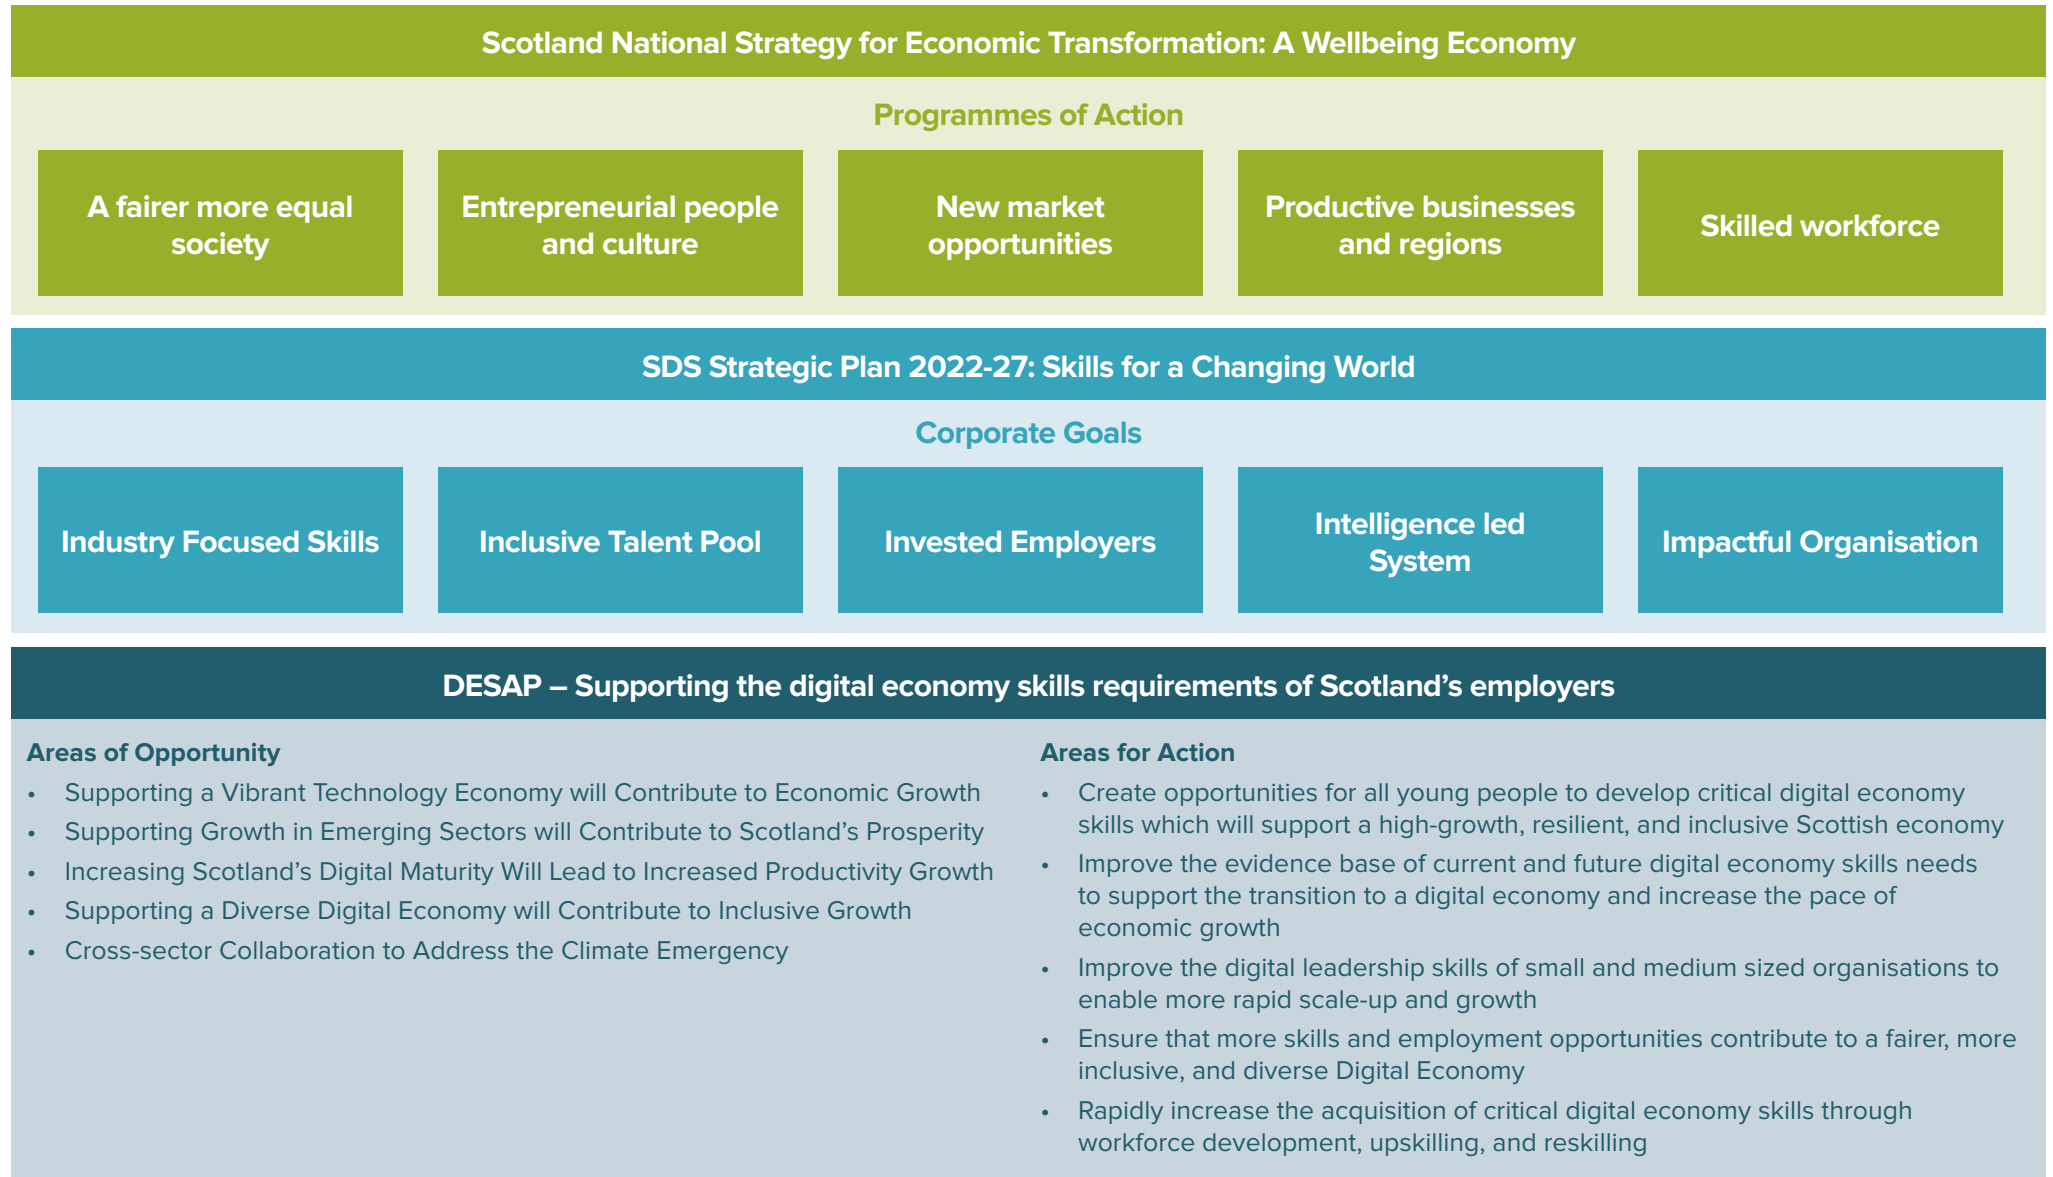 Scotland National Strategy for Economic Transformation: A Wellbeing Economy
Programmes of Action
A fairer more equal
society
Entrepreneurial people
and culture
New market
opportunities
Productive businesses
and regions
Skilled workforce
SDS Strategic Plan 2022-27: Skills for a Changing World
Corporate Goals
Industry Focused Skills
Inclusive Talent Pool
Invested Employers
Intelligence led
System
Impactful Organisation
DESAP – Supporting the digital economy skills requirements of Scotland’s employers
Areas of Opportunity
• Supporting a Vibrant Technology Economy will Contribute to Economic Growth
• Supporting Growth in Emerging Sectors will Contribute to Scotland’s Prosperity
• Increasing Scotland’s Digital Maturity Will Lead to Increased Productivity Growth
• Supporting a Diverse Digital Economy will Contribute to Inclusive Growth
• Cross-sector Collaboration to Address the Climate Emergency
Areas for Action
• Create opportunities for all young people to develop critical digital economy
skills which will support a high-growth, resilient, and inclusive Scottish economy
• Improve the evidence base of current and future digital economy skills needs
to support the transition to a digital economy and increase the pace of
economic growth
• Improve the digital leadership skills of small and medium sized organisations to
enable more rapid scale-up and growth
• Ensure that more skills and employment opportunities contribute to a fairer, more
inclusive, and diverse Digital Economy
• Rapidly increase the acquisition of critical digital economy skills through
workforce development, upskilling, and reskilling